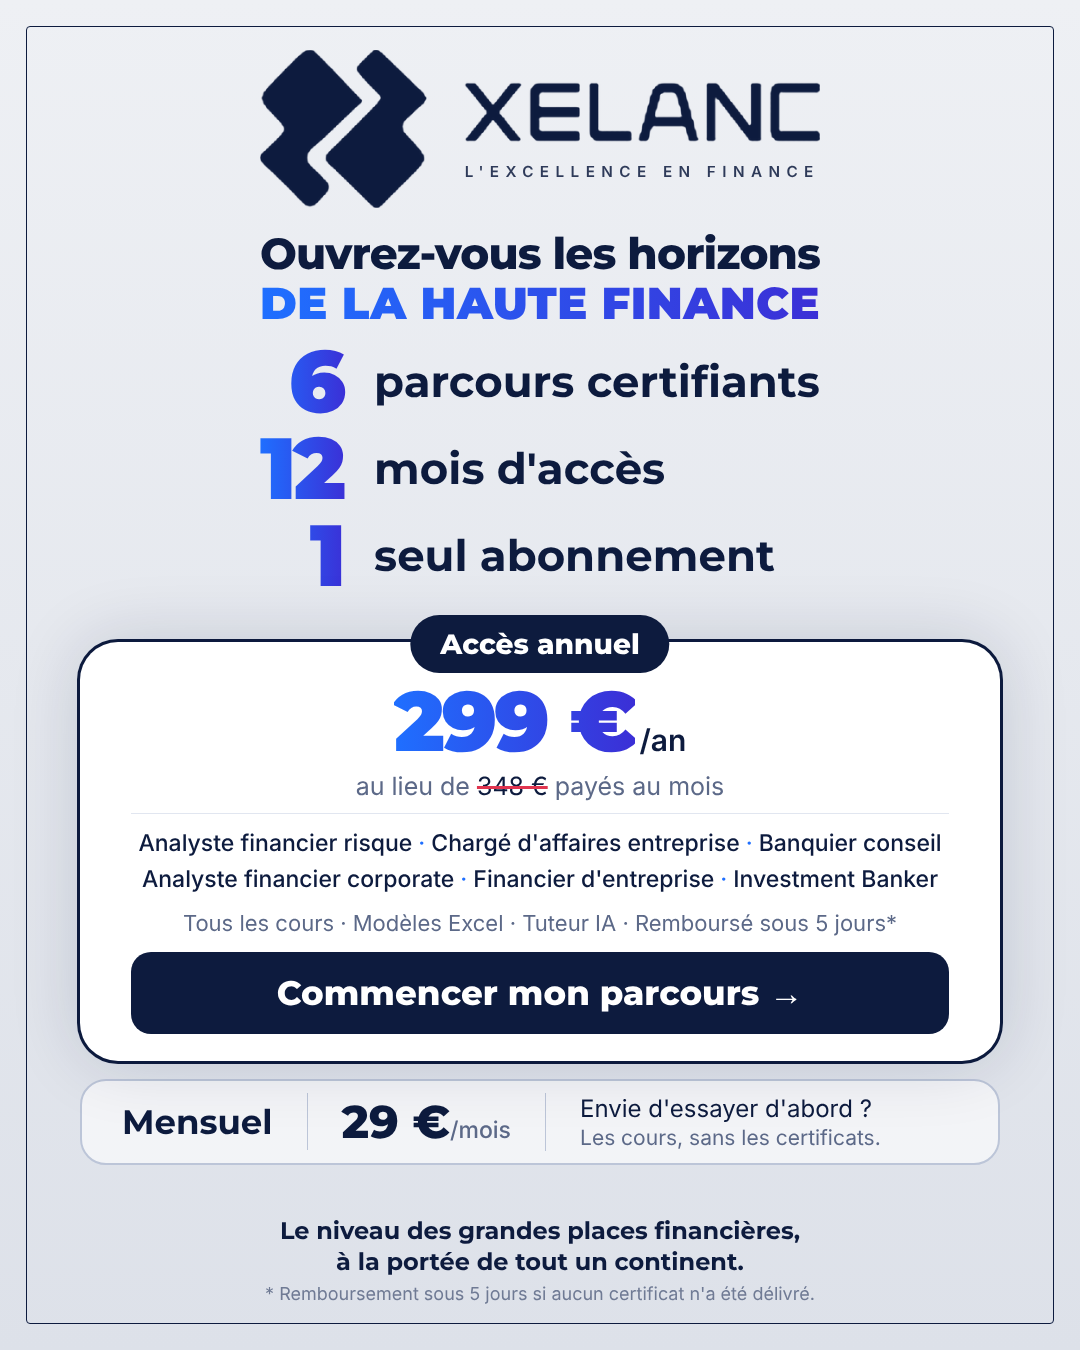 XELANC
L'EXCELLENCE EN FINANCE
Ouvrez-vous les horizons
DE LA HAUTE FINANCE
6 parcours certifiants
12 mois d'accès
1 seul abonnement
Accès annuel
299 €/an
au lieu de 348 € payés au mois
Analyste financier risque · Chargé d'affaires entreprise · Banquier conseil
Analyste financier corporate · Financier d'entreprise · Investment Banker
Tous les cours · Modèles Excel · Tuteur IA · Remboursé sous 5 jours*
Commencer mon parcours →
Mensuel
29 €/mois
Envie d'essayer d'abord ?
Les cours, sans les certificats.
Le niveau des grandes places financières,
à la portée de tout un continent.
* Remboursement sous 5 jours si aucun certificat n'a été délivré.